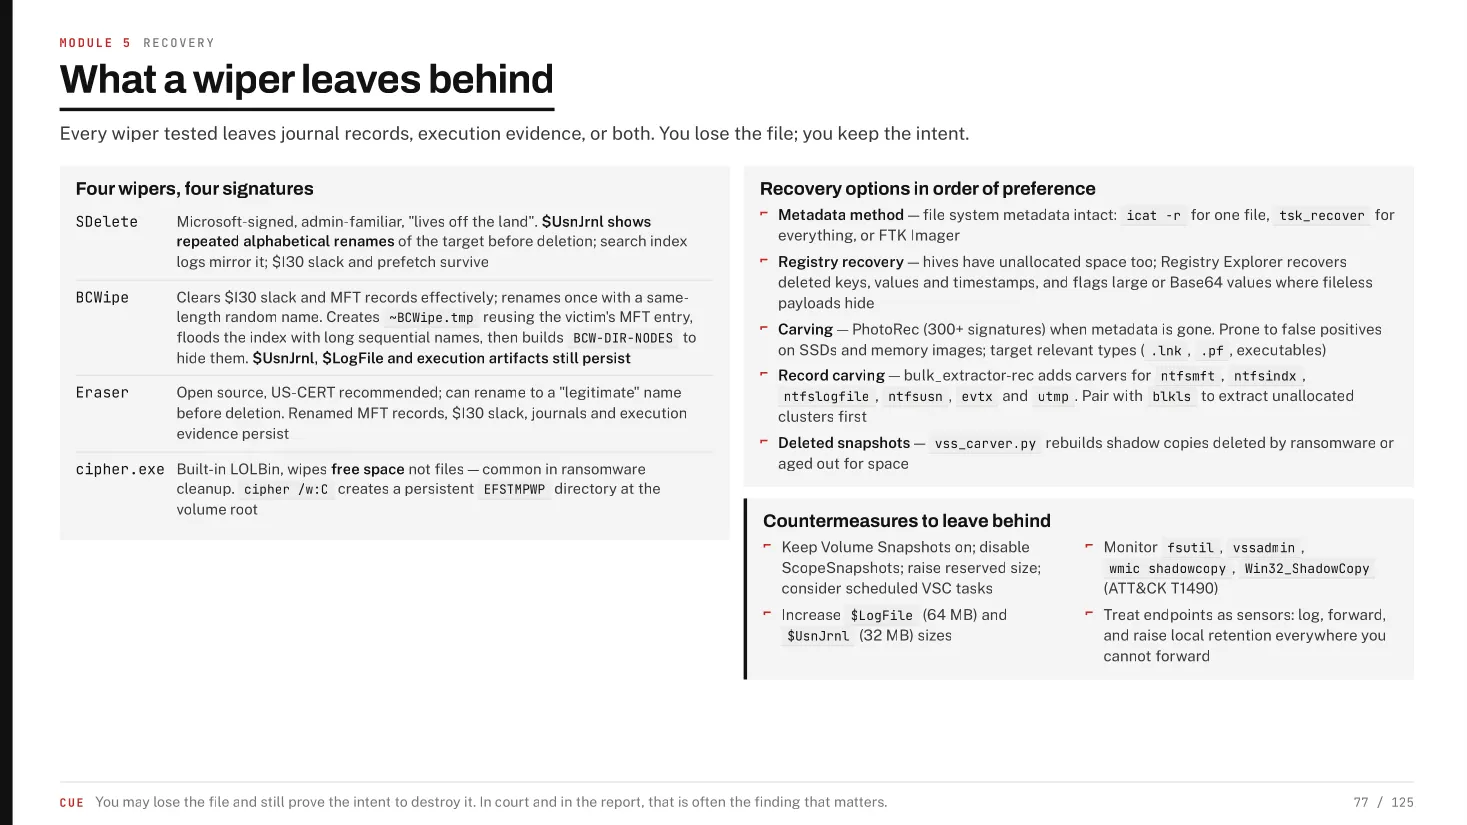 MODULE 5 RECOVERY
What a wiper leaves behind
Every wiper tested leaves journal records, execution evidence, or both. You lose the file; you keep the intent.
Four wipers, four signatures
SDelete Microsoft-signed, admin-familiar, "lives off the land". $UsnJrnl shows
repeated alphabetical renames of the target before deletion; search index
logs mirror it; $I30 slack and prefetch survive
BCWipe Clears $I30 slack and MFT records effectively; renames once with a same-
length random name. Creates ~BCWipe.tmp reusing the victim's MFT entry,
floods the index with long sequential names, then builds BCW-DIR-NODES to
hide them. $UsnJrnl, $LogFile and execution artifacts still persist
Eraser Open source, US-CERT recommended; can rename to a "legitimate" name
before deletion. Renamed MFT records, $I30 slack, journals and execution
evidence persist
cipher.exe Built-in LOLBin, wipes free space not files — common in ransomware
cleanup. cipher /w:C creates a persistent EFSTMPWP directory at the
volume root
Recovery options in order of preference
Metadata method — file system metadata intact: icat -r for one file, tsk_recover for
everything, or FTK Imager
Registry recovery — hives have unallocated space too; Registry Explorer recovers
deleted keys, values and timestamps, and flags large or Base64 values where fileless
payloads hide
Carving — PhotoRec (300+ signatures) when metadata is gone. Prone to false positives
on SSDs and memory images; target relevant types ( .lnk , .pf , executables)
Record carving — bulk_extractor-rec adds carvers for ntfsmft , ntfsindx ,
ntfslogfile , ntfsusn , evtx and utmp . Pair with blkls to extract unallocated
clusters first
Deleted snapshots — vss_carver.py rebuilds shadow copies deleted by ransomware or
aged out for space
Countermeasures to leave behind
Keep Volume Snapshots on; disable
ScopeSnapshots; raise reserved size;
consider scheduled VSC tasks
Increase $LogFile (64 MB) and
$UsnJrnl (32 MB) sizes
Monitor fsutil , vssadmin ,
wmic shadowcopy , Win32_ShadowCopy
(ATT&CK T1490)
Treat endpoints as sensors: log, forward,
and raise local retention everywhere you
cannot forward
CUE You may lose the file and still prove the intent to destroy it. In court and in the report, that is often the finding that matters.
77 / 125